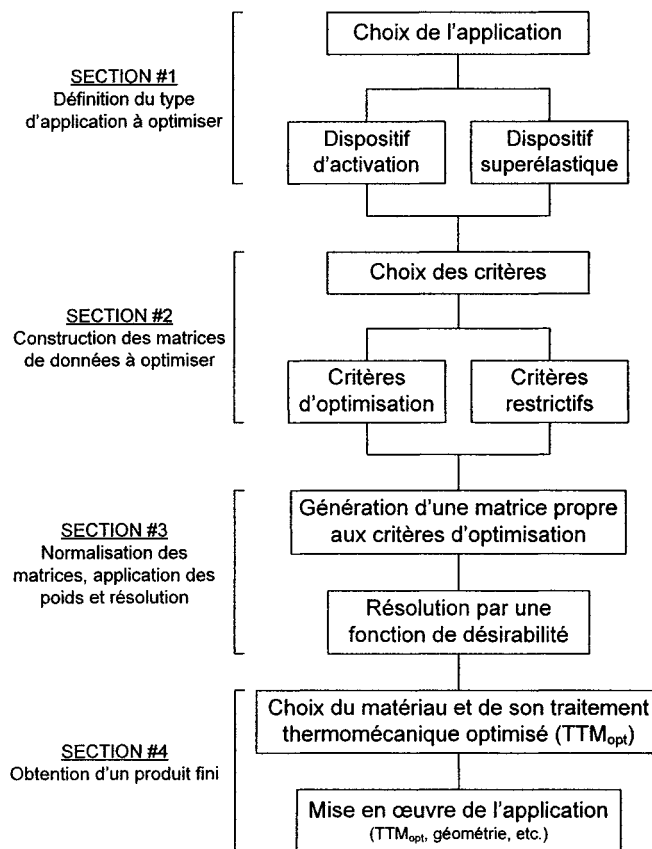 Choix de l'application
SECTION #1
Définition du type
d'application à optimiser
Dispositif
d'activation
Dispositif
superélastique
Choix des critères
SECTION #2
Construction des matrices
de données à optimiser
Critères
d'optimisation
Critères
restrictifs
Génération d'une matrice propre
aux critères d'optimisation
SECTION #3
Normalisation des
matrices, application des
poids et résolution
Résolution par une
fonction de désirabilité
Choix du matériau et de son traitement
thermomécanique optimisé (TTMopt)
SECTION #4
Obtention d'un produit fini
Mise en œuvre de l'application
(TTMopt, géométrie, etc.)